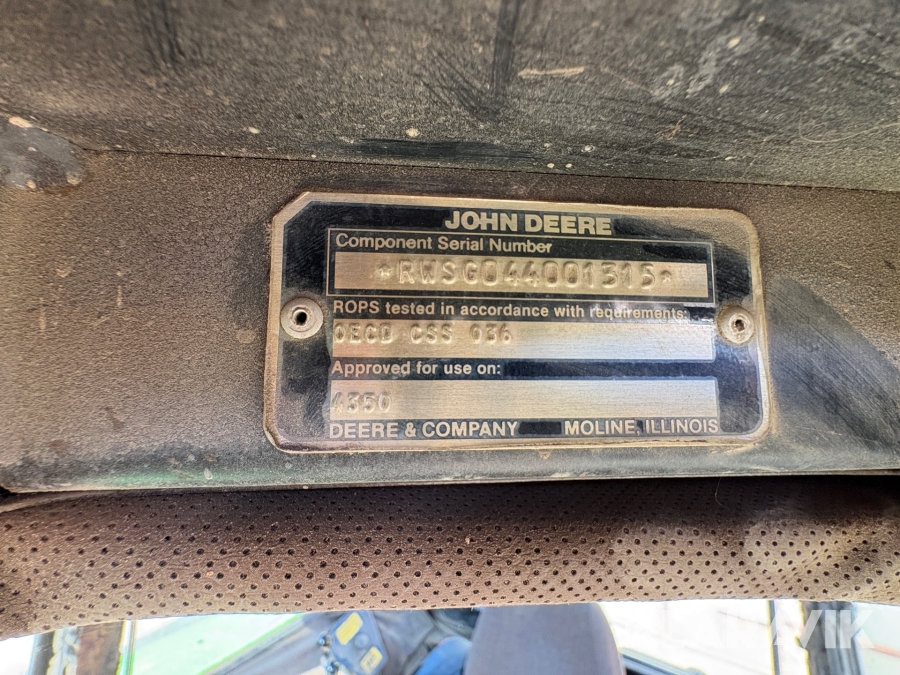 JOHN DEERE
Component Serial Number
*RWSG044001315*
ROPS tested in accordance with requirements:
OECD CSS 936
Approved for use on:
4350
DEERE & COMPANY MOLINE, ILLINOIS